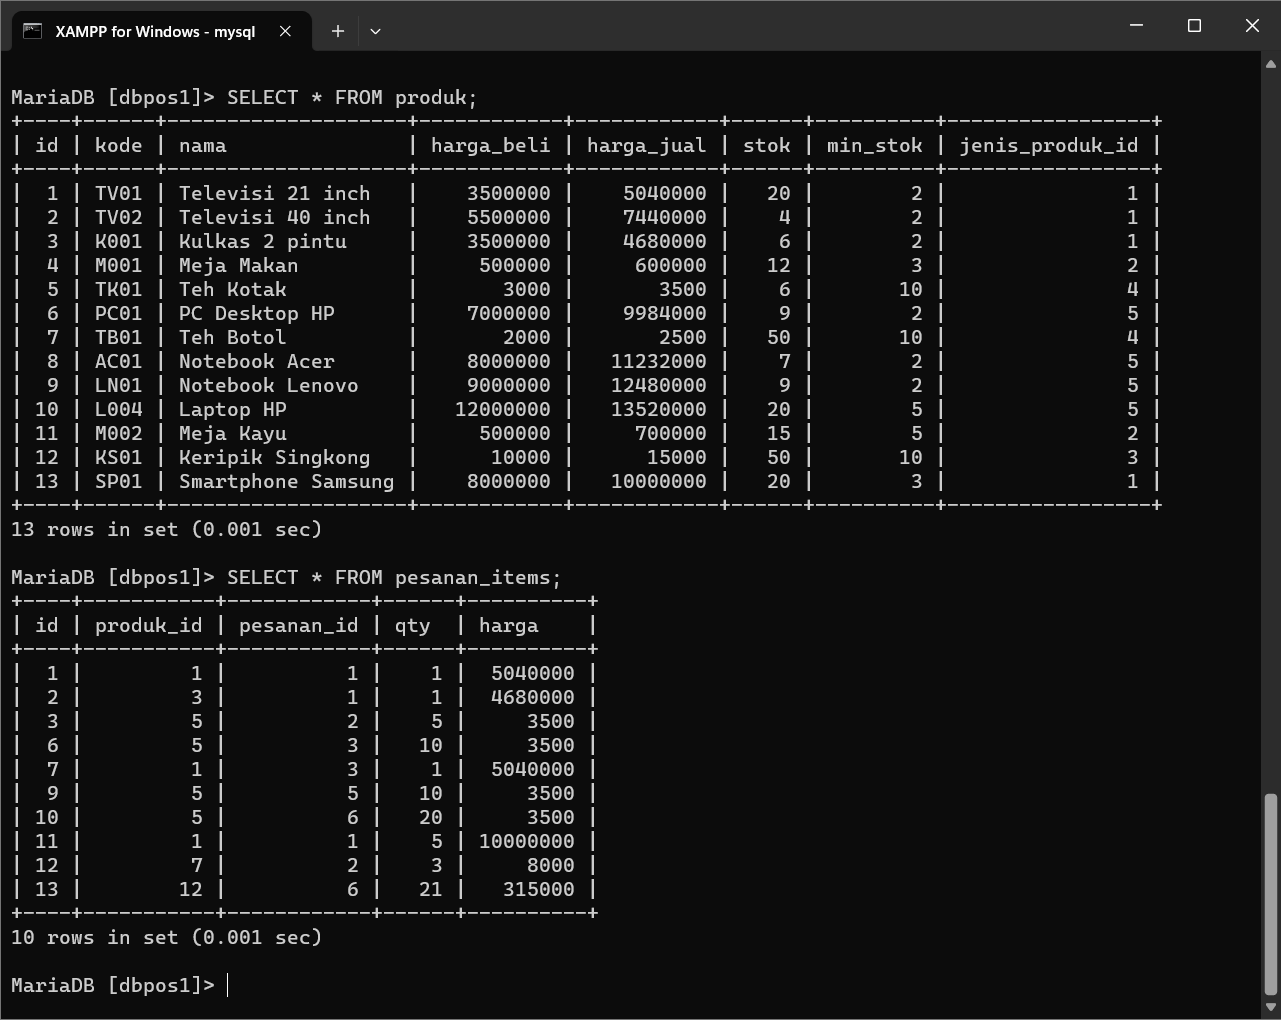 XAMPP for Windows - mysql
MariaDB [dbpos1]> SELECT * FROM produk;
+----+------+--------------------+------------+------------+------+----------+-----------------+
| id | kode | nama               | harga_beli | harga_jual | stok | min_stok | jenis_produk_id |
+----+------+--------------------+------------+------------+------+----------+-----------------+
|  1 | TV01 | Televisi 21 inch   |    3500000 |    5040000 |   20 |        2 |               1 |
|  2 | TV02 | Televisi 40 inch   |    5500000 |    7440000 |    4 |        2 |               1 |
|  3 | K001 | Kulkas 2 pintu     |    3500000 |    4680000 |    6 |        2 |               1 |
|  4 | M001 | Meja Makan         |     500000 |     600000 |   12 |        3 |               2 |
|  5 | TK01 | Teh Kotak          |       3000 |       3500 |    6 |       10 |               4 |
|  6 | PC01 | PC Desktop HP      |    7000000 |    9984000 |    9 |        2 |               5 |
|  7 | TB01 | Teh Botol          |       2000 |       2500 |   50 |       10 |               4 |
|  8 | AC01 | Notebook Acer      |    8000000 |   11232000 |    7 |        2 |               5 |
|  9 | LN01 | Notebook Lenovo    |    9000000 |   12480000 |    9 |        2 |               5 |
| 10 | L004 | Laptop HP          |   12000000 |   13520000 |   20 |        5 |               5 |
| 11 | M002 | Meja Kayu          |     500000 |     700000 |   15 |        5 |               2 |
| 12 | KS01 | Keripik Singkong   |      10000 |      15000 |   50 |       10 |               3 |
| 13 | SP01 | Smartphone Samsung |    8000000 |   10000000 |   20 |        3 |               1 |
+----+------+--------------------+------------+------------+------+----------+-----------------+
13 rows in set (0.001 sec)
MariaDB [dbpos1]> SELECT * FROM pesanan_items;
+----+-----------+------------+------+----------+
| id | produk_id | pesanan_id | qty  | harga    |
+----+-----------+------------+------+----------+
|  1 |         1 |          1 |    1 |  5040000 |
|  2 |         3 |          1 |    1 |  4680000 |
|  3 |         5 |          2 |    5 |     3500 |
|  6 |         5 |          3 |   10 |     3500 |
|  7 |         1 |          3 |    1 |  5040000 |
|  9 |         5 |          5 |   10 |     3500 |
| 10 |         5 |          6 |   20 |     3500 |
| 11 |         1 |          1 |    5 | 10000000 |
| 12 |         7 |          2 |    3 |     8000 |
| 13 |        12 |          6 |   21 |   315000 |
+----+-----------+------------+------+----------+
10 rows in set (0.001 sec)
MariaDB [dbpos1]>